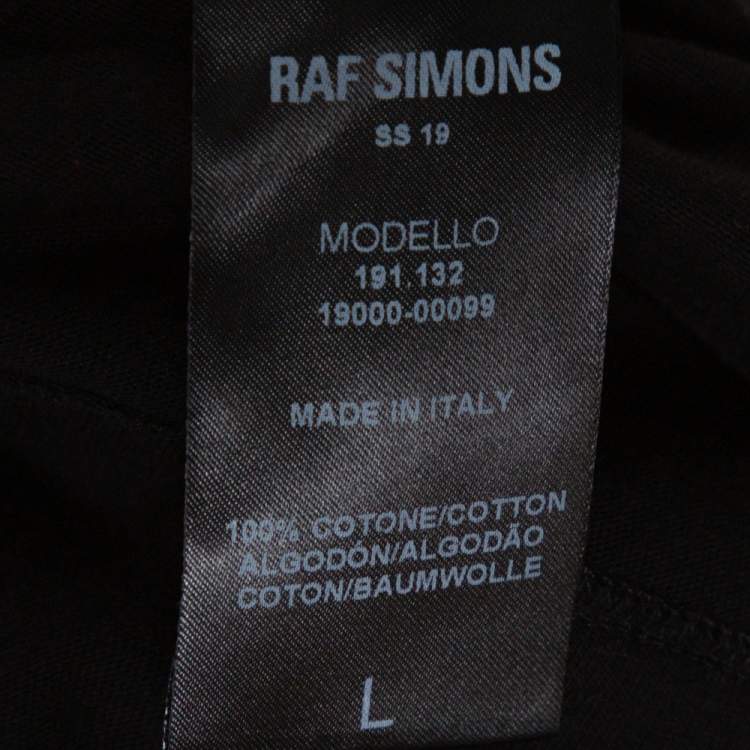 RAF SIMONS
SS 19
MODELLO
191.132
19000-00099
MADE IN ITALY
100% COTONE/COTTON
ALGODÓN/ALGODÃO
COTON/BAUMWOLLE
L